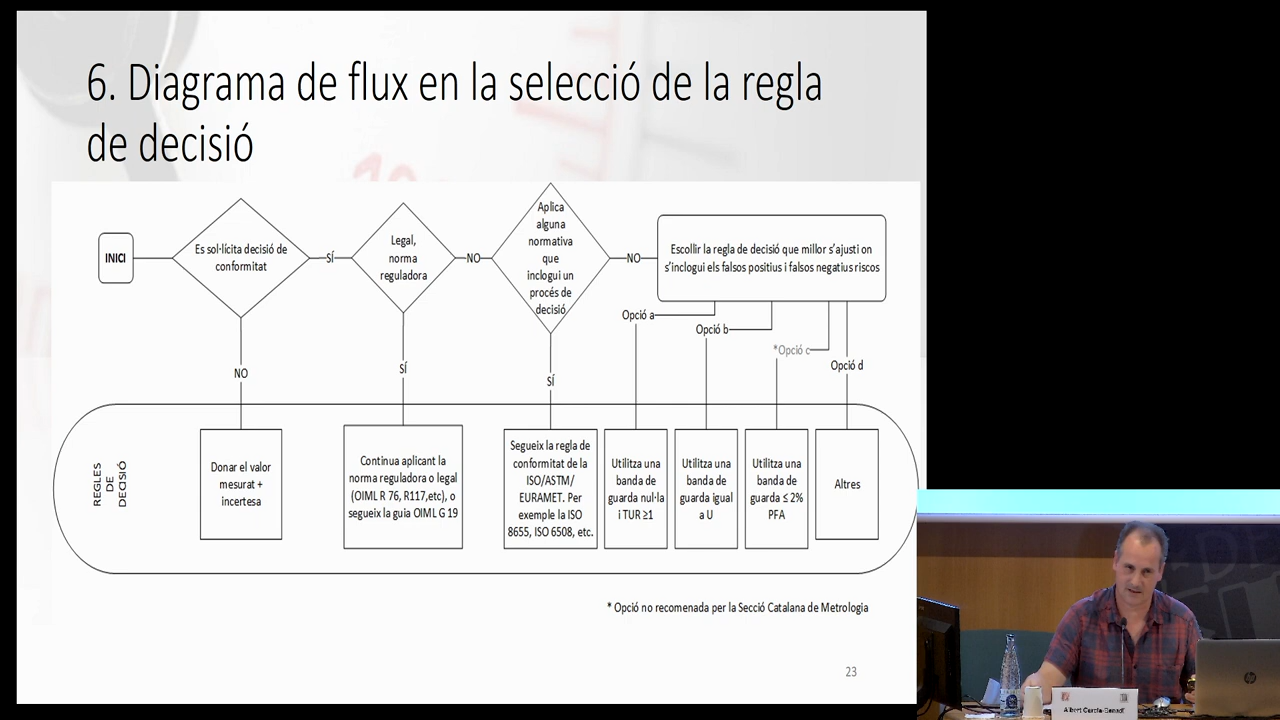 6. Diagrama de flux en la selecció de la regla
de decisió
INICI
Es sol·lícita decisió de
conformitat
SÍ
Legal,
norma
reguladora
NO
Aplica
alguna
normativa
que
inclogui un
procés de
decisió
NO
Escollir la regla de decisió que millor s'ajusti on
s'inclogui els falsos positius i falsos negatius riscos
Opció a
Opció b
*Opció c
Opció d
NO
SÍ
SÍ
REGLES
DE
DECISIÓ
Donar el valor
mesurat +
incertesa
Continua aplicant la
norma reguladora o legal
(OIML R 76, R117,etc), o
segueix la guia OIML G 19
Segueix la regla de
conformitat de la
ISO/ASTM/
EURAMET. Per
exemple la ISO
8655, ISO 6508, etc.
Utilitza una
banda de
guarda nul·la
i TUR ≥1
Utilitza una
banda de
guarda igual
a U
Utilitza una
banda de
guarda ≤ 2%
PFA
Altres
* Opció no recomenada per la Secció Catalana de Metrologia
23
hp
Albert Garcia-Benadí